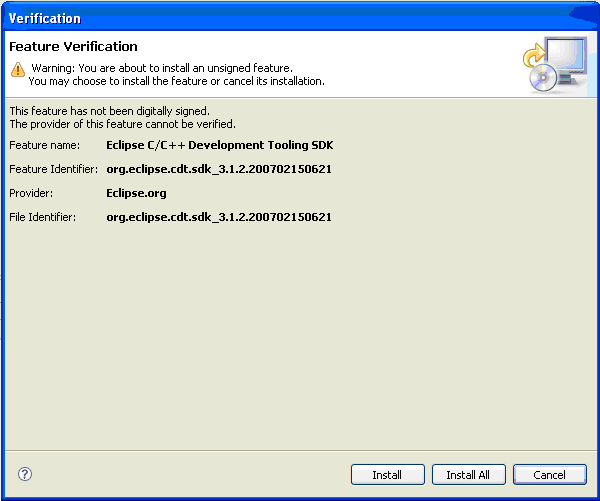 Verification
Feature Verification
Warning: You are about to install an unsigned feature.
You may choose to install the feature or cancel its installation.
This feature has not been digitally signed.
The provider of this feature cannot be verified.
Feature name: Eclipse C/C++ Development Tooling SDK
Feature Identifier: org.eclipse.cdt.sdk_3.1.2.200702150621
Provider: Eclipse.org
File Identifier: org.eclipse.cdt.sdk_3.1.2.200702150621
? Install Install All Cancel